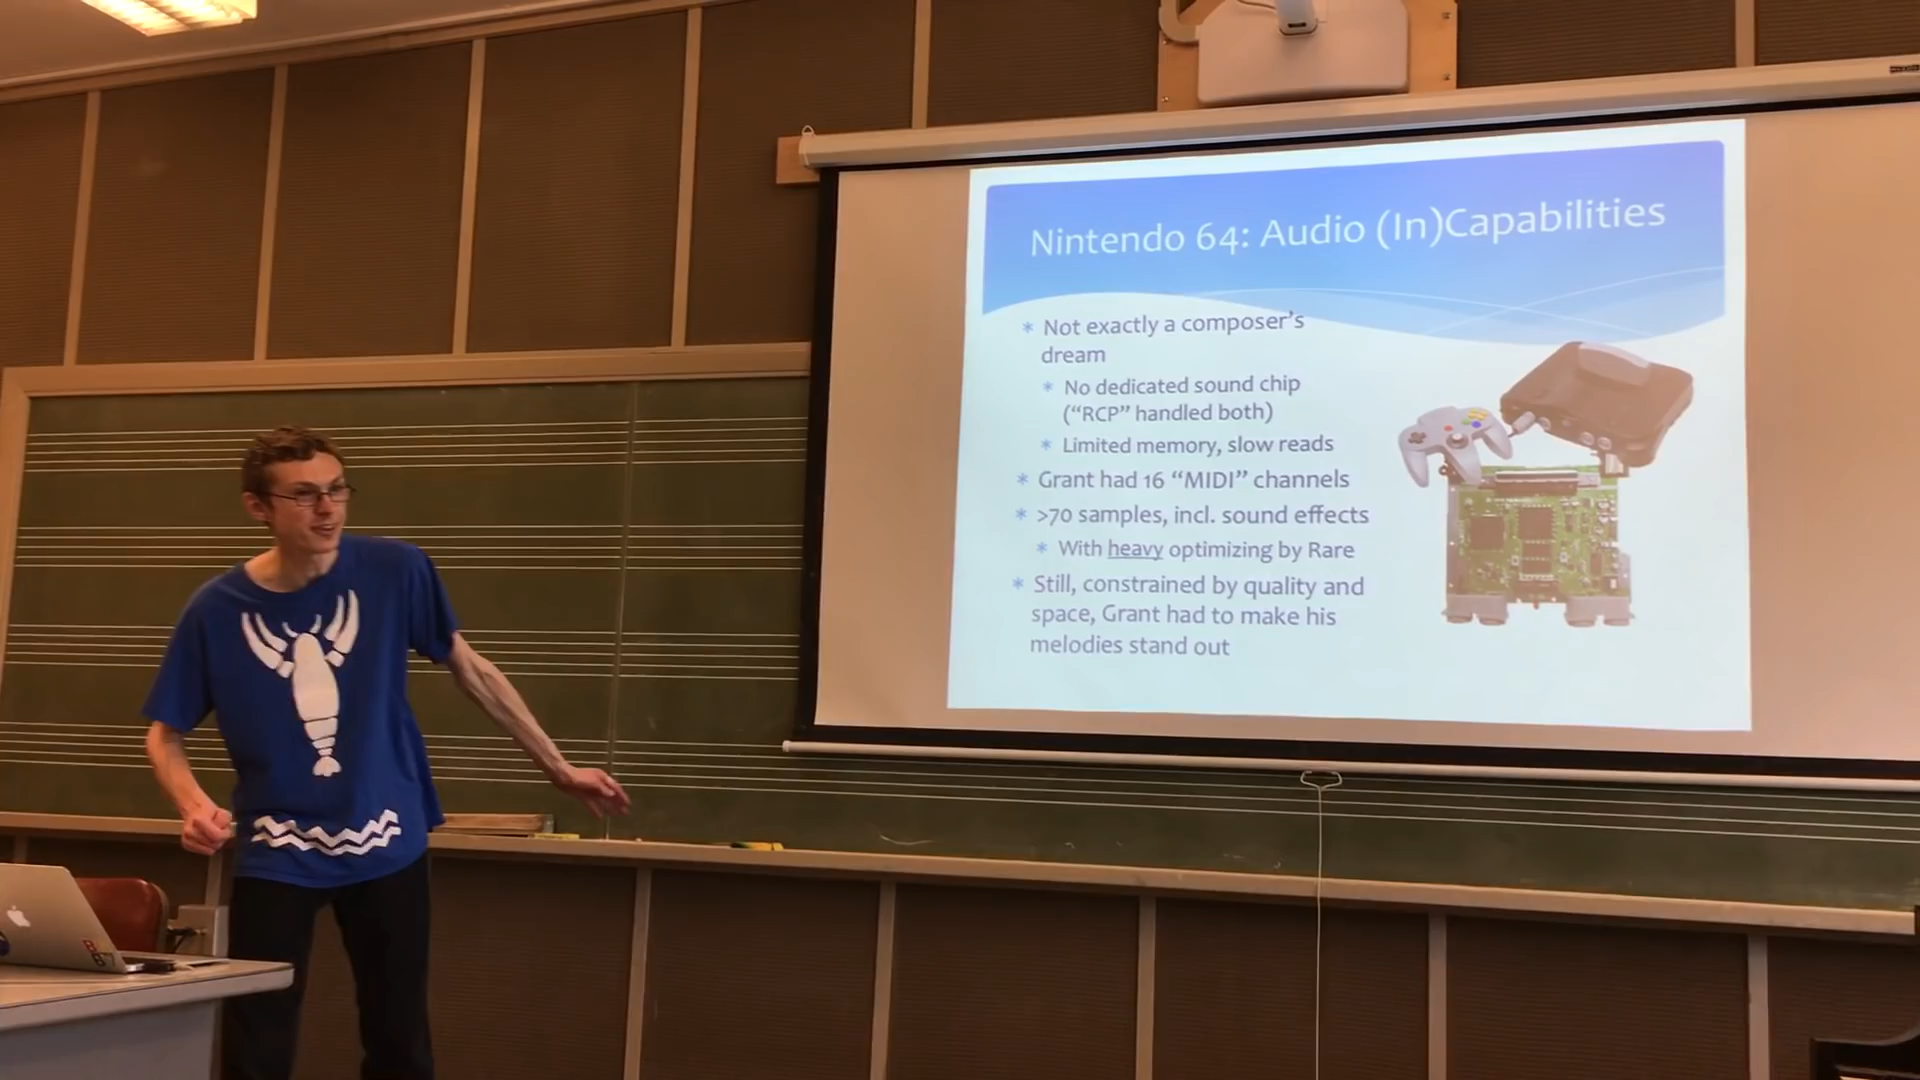 Nintendo 64: Audio (In)Capabilities
* Not exactly a composer's
dream
* No dedicated sound chip
("RCP" handled both)
* Limited memory, slow reads
* Grant had 16 "MIDI" channels
* >70 samples, incl. sound effects
* With heavy optimizing by Rare
* Still, constrained by quality and
space, Grant had to make his
melodies stand out